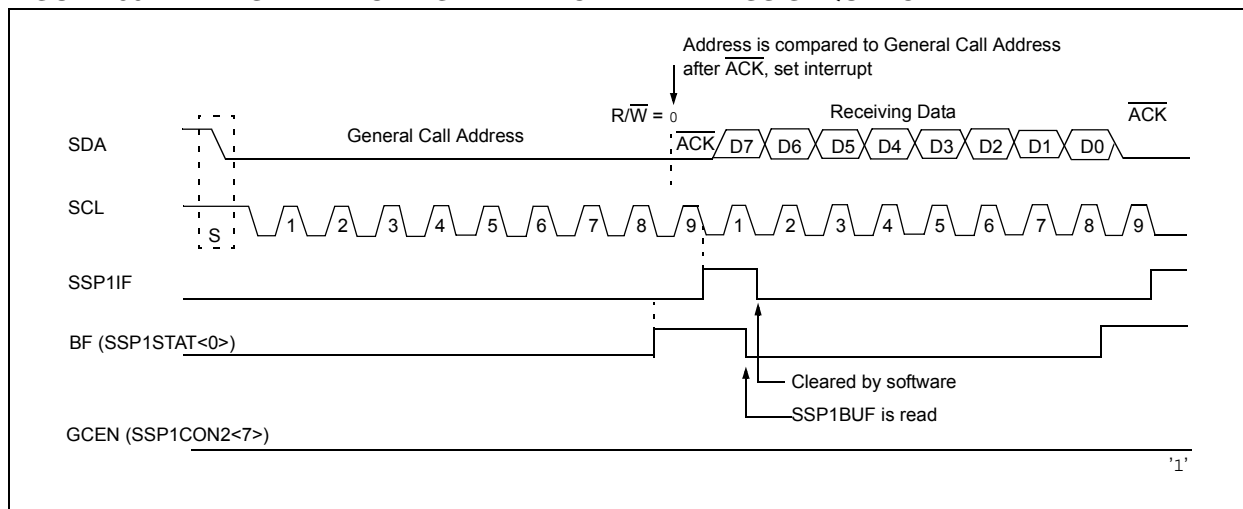 Address is compared to General Call Address
after ACK, set interrupt
R/W = 0
Receiving Data
ACK
SDA
General Call Address
ACK
D7 D6 D5 D4 D3 D2 D1 D0
SCL
S
1 2 3 4 5 6 7 8 9 1 2 3 4 5 6 7 8 9
SSP1IF
BF (SSP1STAT<0>)
Cleared by software
SSP1BUF is read
GCEN (SSP1CON2<7>)
'1'